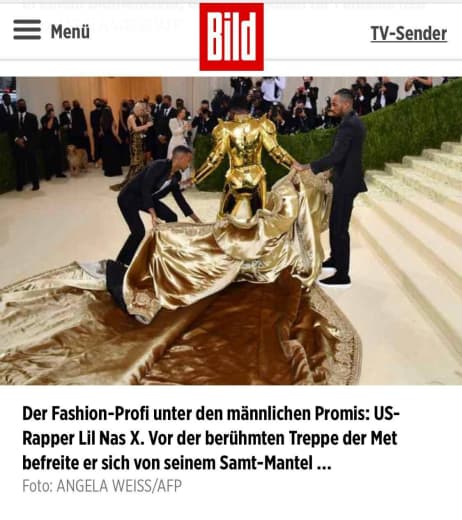 Menü
Bild
TV-Sender
Der Fashion-Profi unter den männlichen Promis: US-
Rapper Lil Nas X. Vor der berühmten Treppe der Met
befreite er sich von seinem Samt-Mantel ...
Foto: ANGELA WEISS/AFP